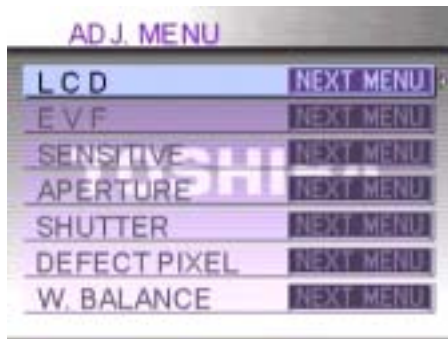 ADJ. MENU
LCD NEXT MENU
EVF NEXT MENU
SENSITIVE NEXT MENU
APERTURE NEXT MENU
SHUTTER NEXT MENU
DEFECT PIXEL NEXT MENU
W. BALANCE NEXT MENU